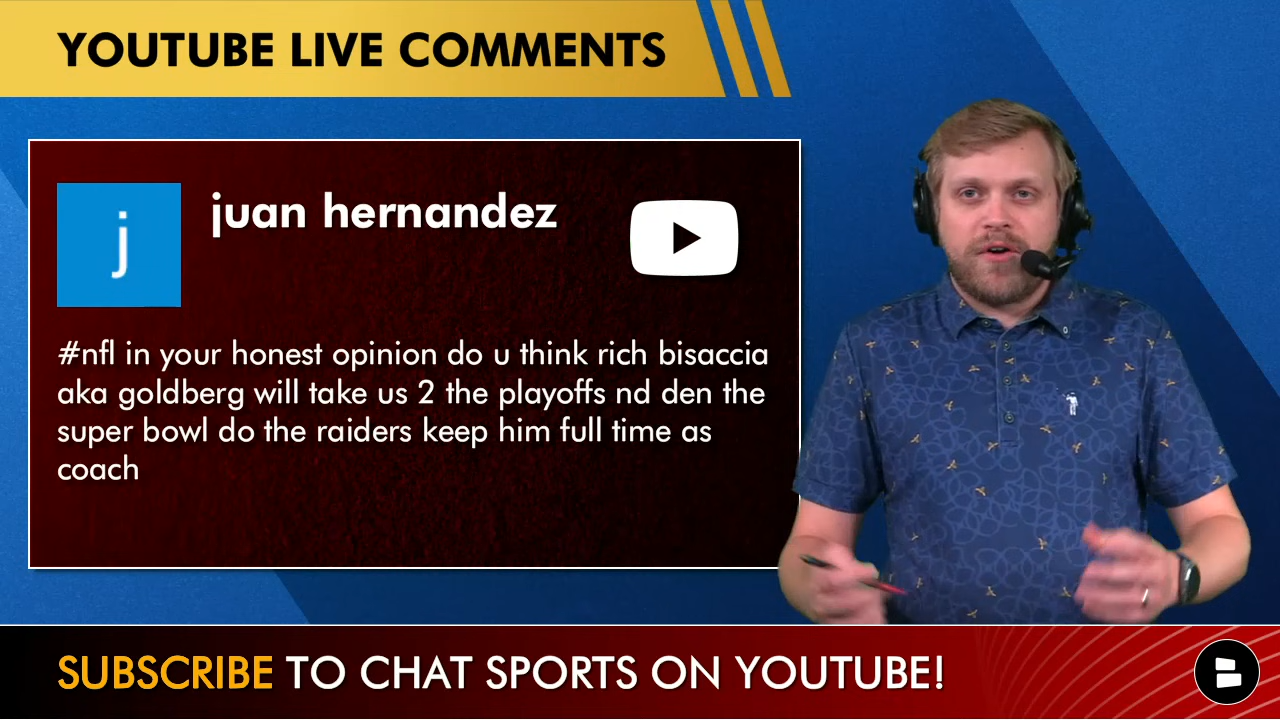 YOUTUBE LIVE COMMENTS
j
juan hernandez
#nfl in your honest opinion do u think rich bisaccia
aka goldberg will take us 2 the playoffs nd den the
super bowl do the raiders keep him full time as
coach
SUBSCRIBE TO CHAT SPORTS ON YOUTUBE!